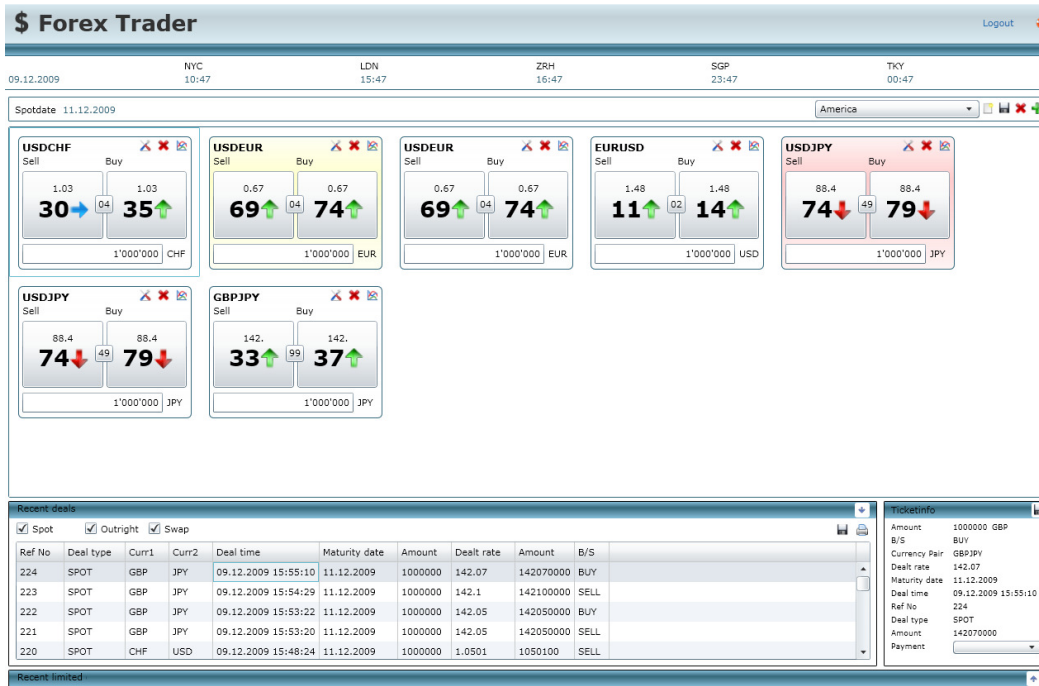 $ Forex Trader
Logout
NYC LDN ZRH SGP TKY
09.12.2009 10:47 15:47 16:47 23:47 00:47
Spotdate 11.12.2009 America
USDCHF USDEUR USDEUR EURUSD USDJPY
Sell Buy Sell Buy Sell Buy Sell Buy Sell Buy
1.03 1.03 0.67 0.67 0.67 0.67 1.48 1.48 88.4 88.4
30 04 35 69 04 74 69 04 74 11 02 14 74 49 79
1'000'000 CHF 1'000'000 EUR 1'000'000 EUR 1'000'000 USD 1'000'000 JPY
USDJPY GBPJPY
Sell Buy Sell Buy
88.4 88.4 142. 142.
74 49 79 33 99 37
1'000'000 JPY 1'000'000 JPY
Recent deals
Spot Outright Swap
Ref No Deal type Curr1 Curr2 Deal time Maturity date Amount Dealt rate Amount B/S
224 SPOT GBP JPY 09.12.2009 15:55:10 11.12.2009 1000000 142.07 142070000 BUY
223 SPOT GBP JPY 09.12.2009 15:54:29 11.12.2009 1000000 142.1 142100000 SELL
222 SPOT GBP JPY 09.12.2009 15:53:22 11.12.2009 1000000 142.05 142050000 BUY
221 SPOT GBP JPY 09.12.2009 15:53:20 11.12.2009 1000000 142.05 142050000 SELL
220 SPOT CHF USD 09.12.2009 15:48:24 11.12.2009 1000000 1.0501 1050100 SELL
Ticketinfo
Amount 1000000 GBP
B/S BUY
Currency Pair GBPJPY
Dealt rate 142.07
Maturity date 11.12.2009
Deal time 09.12.2009 15:55:10
Ref No 224
Deal type SPOT
Amount 142070000
Payment
Recent limited